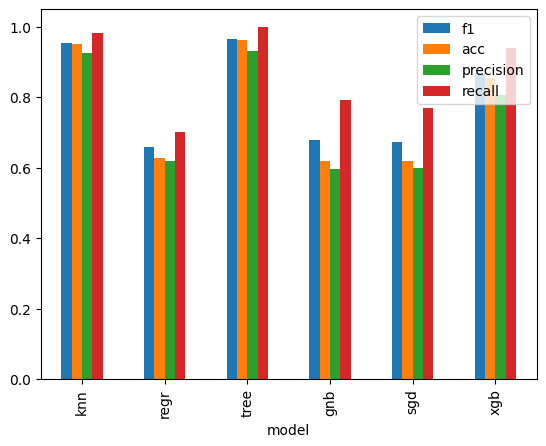 1.0
0.8
0.6
0.4
0.2
0.0
f1
acc
precision
recall
knn
regr
tree
gnb
sgd
xgb
model